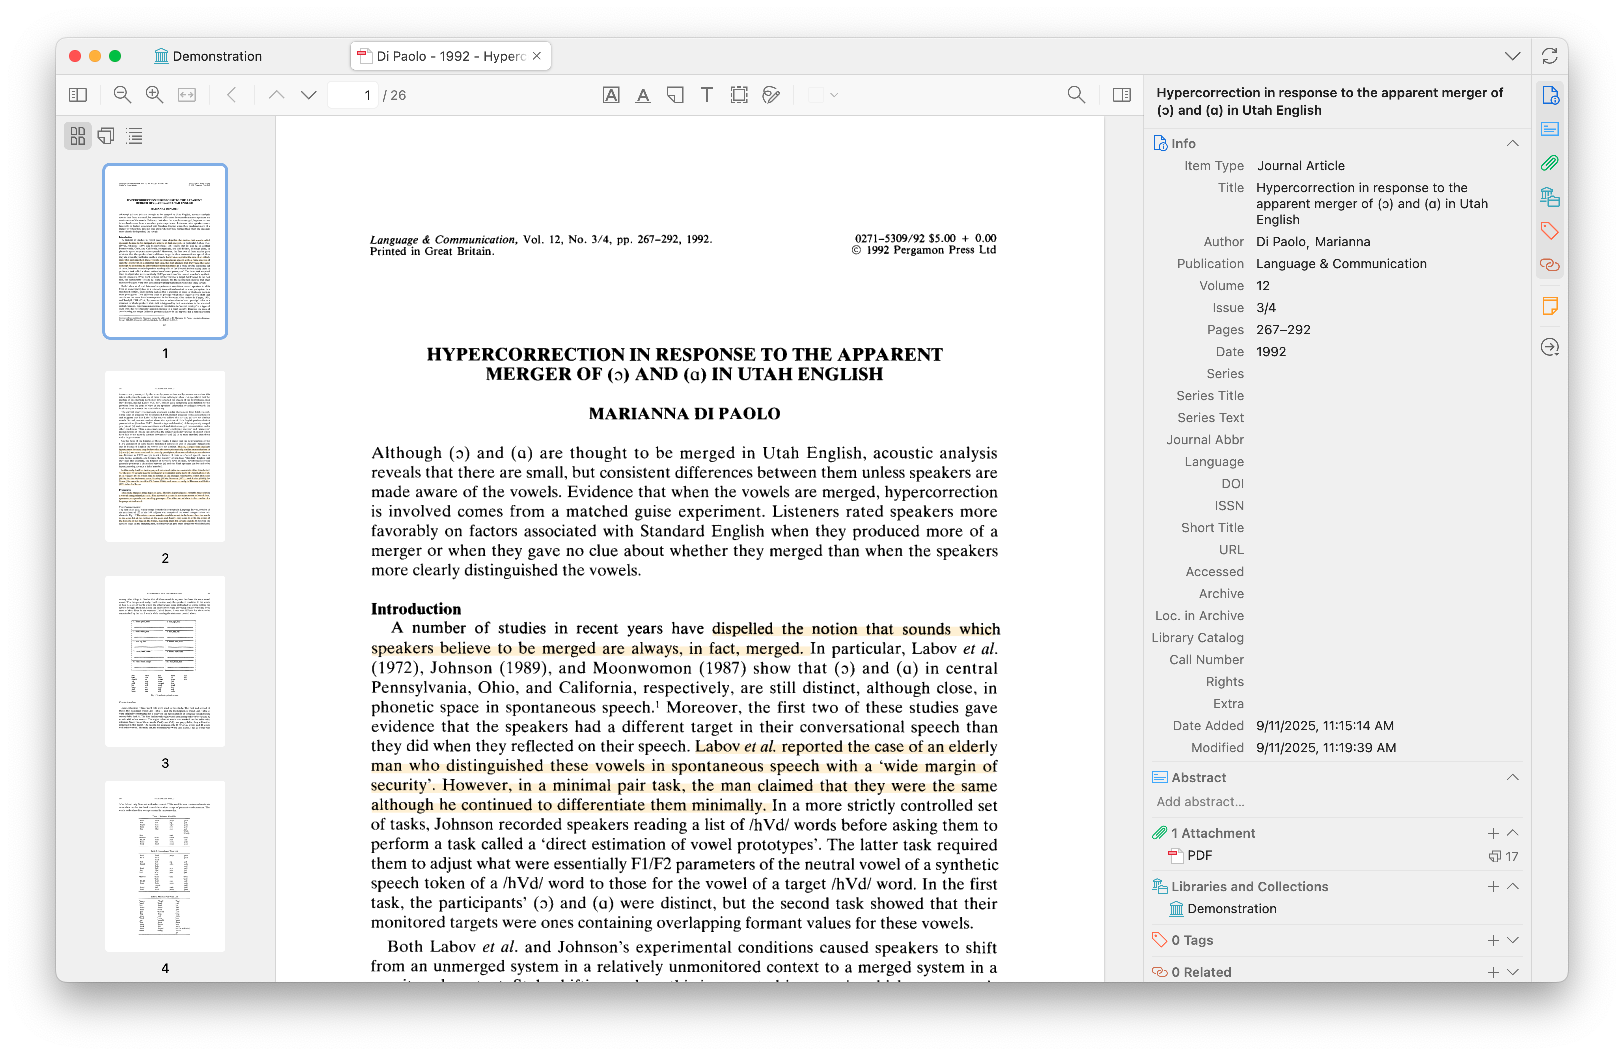 Demonstration
Di Paolo - 1992 - Hyperc
1 / 26
1
2
3
4
Language & Communication, Vol. 12, No. 3/4, pp. 267–292, 1992.
Printed in Great Britain.
0271–5309/92 $5.00 + 0.00
© 1992 Pergamon Press Ltd
HYPERCORRECTION IN RESPONSE TO THE APPARENT
MERGER OF (ɔ) AND (ɑ) IN UTAH ENGLISH
MARIANNA DI PAOLO
Although (ɔ) and (ɑ) are thought to be merged in Utah English, acoustic analysis
reveals that there are small, but consistent differences between them unless speakers are
made aware of the vowels. Evidence that when the vowels are merged, hypercorrection
is involved comes from a matched guise experiment. Listeners rated speakers more
favorably on factors associated with Standard English when they produced more of a
merger or when they gave no clue about whether they merged than when the speakers
more clearly distinguished the vowels.
Introduction
A number of studies in recent years have dispelled the notion that sounds which
speakers believe to be merged are always, in fact, merged. In particular, Labov et al.
(1972), Johnson (1989), and Moonwomon (1987) show that (ɔ) and (ɑ) in central
Pennsylvania, Ohio, and California, respectively, are still distinct, although close, in
phonetic space in spontaneous speech.¹ Moreover, the first two of these studies gave
evidence that the speakers had a different target in their conversational speech than
they did when they reflected on their speech. Labov et al. reported the case of an elderly
man who distinguished these vowels in spontaneous speech with a ‘wide margin of
security’. However, in a minimal pair task, the man claimed that they were the same
although he continued to differentiate them minimally. In a more strictly controlled set
of tasks, Johnson recorded speakers reading a list of /hVd/ words before asking them to
perform a task called a ‘direct estimation of vowel prototypes’. The latter task required
them to adjust what were essentially F1/F2 parameters of the neutral vowel of a synthetic
speech token of a /hVd/ word to those for the vowel of a target /hVd/ word. In the first
task, the participants’ (ɔ) and (ɑ) were distinct, but the second task showed that their
monitored targets were ones containing overlapping formant values for these vowels.
Both Labov et al. and Johnson’s experimental conditions caused speakers to shift
from an unmerged system in a relatively unmonitored context to a merged system in a
Hypercorrection in response to the apparent merger of
(ɔ) and (ɑ) in Utah English
Info
Item Type Journal Article
Title Hypercorrection in response to the
apparent merger of (ɔ) and (ɑ) in Utah
English
Author Di Paolo, Marianna
Publication Language & Communication
Volume 12
Issue 3/4
Pages 267–292
Date 1992
Series
Series Title
Series Text
Journal Abbr
Language
DOI
ISSN
Short Title
URL
Accessed
Archive
Loc. in Archive
Library Catalog
Call Number
Rights
Extra
Date Added 9/11/2025, 11:15:14 AM
Modified 9/11/2025, 11:19:39 AM
Abstract
Add abstract...
1 Attachment
PDF 17
Libraries and Collections
Demonstration
0 Tags
0 Related